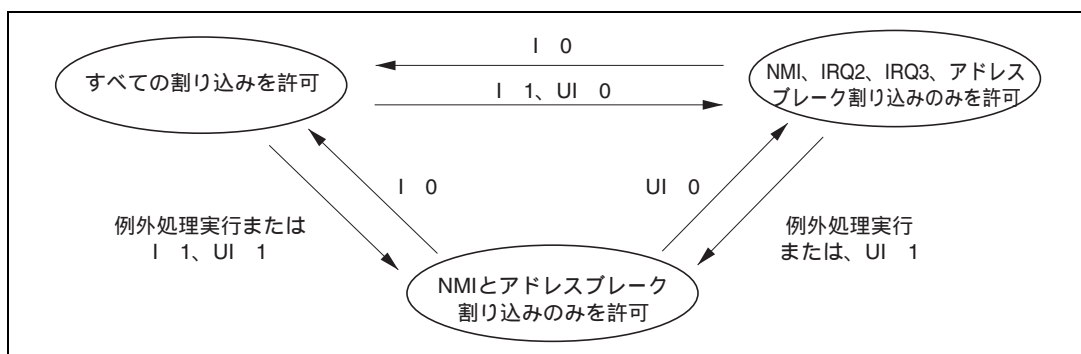 I 0
すべての割り込みを許可
NMI、IRQ2、IRQ3、アドレス
ブレーク割り込みのみを許可
I 1、UI 0
I 0
UI 0
例外処理実行または
I 1、UI 1
例外処理実行
または、UI 1
NMIとアドレスブレーク
割り込みのみを許可